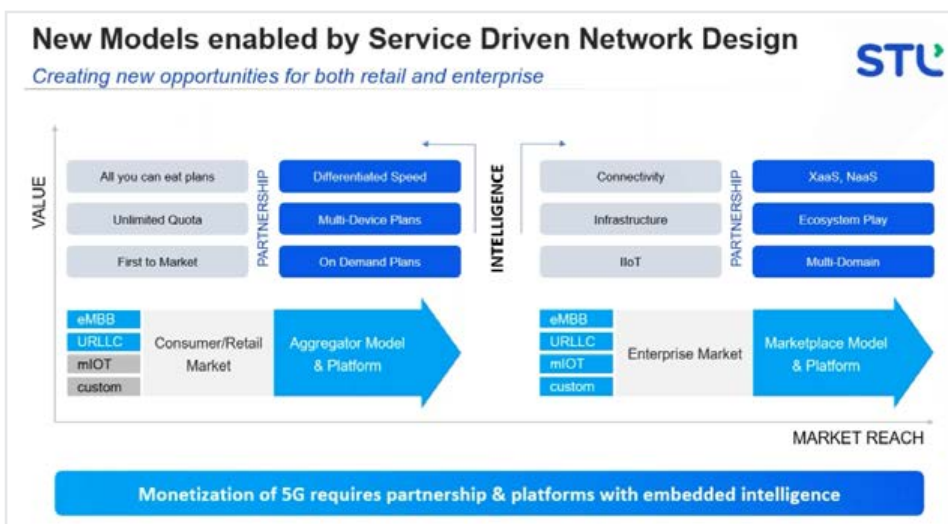 New Models enabled by Service Driven Network Design
Creating new opportunities for both retail and enterprise
STL
VALUE
All you can eat plans
Unlimited Quota
First to Market
PARTNERSHIP
Differentiated Speed
Multi-Device Plans
On Demand Plans
INTELLIGENCE
Connectivity
Infrastructure
IIoT
PARTNERSHIP
XaaS, NaaS
Ecosystem Play
Multi-Domain
eMBB
URLLC
mIOT
custom
Consumer/Retail
Market
Aggregator Model
& Platform
eMBB
URLLC
mIOT
custom
Enterprise Market
Marketplace Model
& Platform
MARKET REACH
Monetization of 5G requires partnership & platforms with embedded intelligence